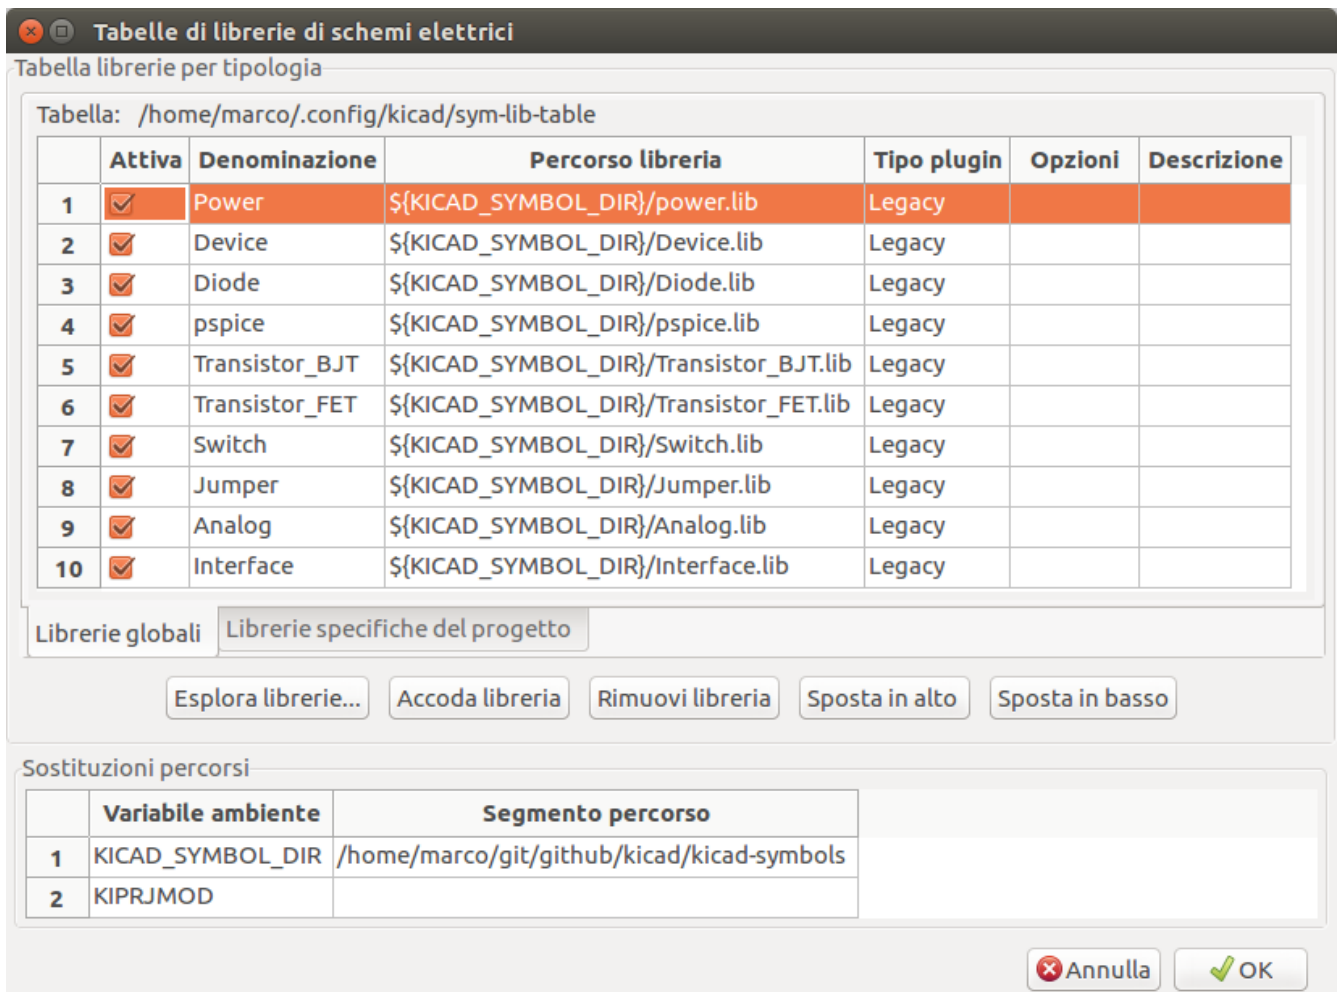 Tabelle di librerie di schemi elettrici
Tabella librerie per tipologia
Tabella: /home/marco/.config/kicad/sym-lib-table
Attiva Denominazione Percorso libreria Tipo plugin Opzioni Descrizione
1 Power ${KICAD_SYMBOL_DIR}/power.lib Legacy
2 Device ${KICAD_SYMBOL_DIR}/Device.lib Legacy
3 Diode ${KICAD_SYMBOL_DIR}/Diode.lib Legacy
4 pspice ${KICAD_SYMBOL_DIR}/pspice.lib Legacy
5 Transistor_BJT ${KICAD_SYMBOL_DIR}/Transistor_BJT.lib Legacy
6 Transistor_FET ${KICAD_SYMBOL_DIR}/Transistor_FET.lib Legacy
7 Switch ${KICAD_SYMBOL_DIR}/Switch.lib Legacy
8 Jumper ${KICAD_SYMBOL_DIR}/Jumper.lib Legacy
9 Analog ${KICAD_SYMBOL_DIR}/Analog.lib Legacy
10 Interface ${KICAD_SYMBOL_DIR}/Interface.lib Legacy
Librerie globali Librerie specifiche del progetto
Esplora librerie... Accoda libreria Rimuovi libreria Sposta in alto Sposta in basso
Sostituzioni percorsi
Variabile ambiente Segmento percorso
1 KICAD_SYMBOL_DIR /home/marco/git/github/kicad/kicad-symbols
2 KIPRJMOD
Annulla OK